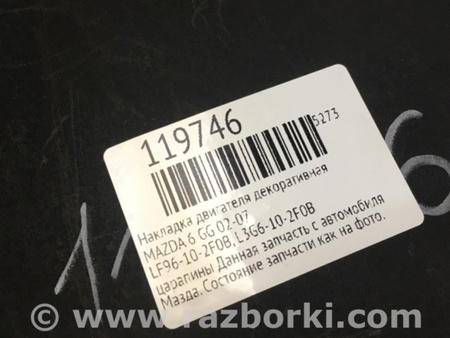 119746
5273
Накладка двигателя декоративная
MAZDA 6 GG 02-07
LF96-10-2F0B,L3G6-10-2F0B
царапины Данная запчасть с автомобиля
Мазда. Состояние запчасти как на фото.
© www.razborki.com